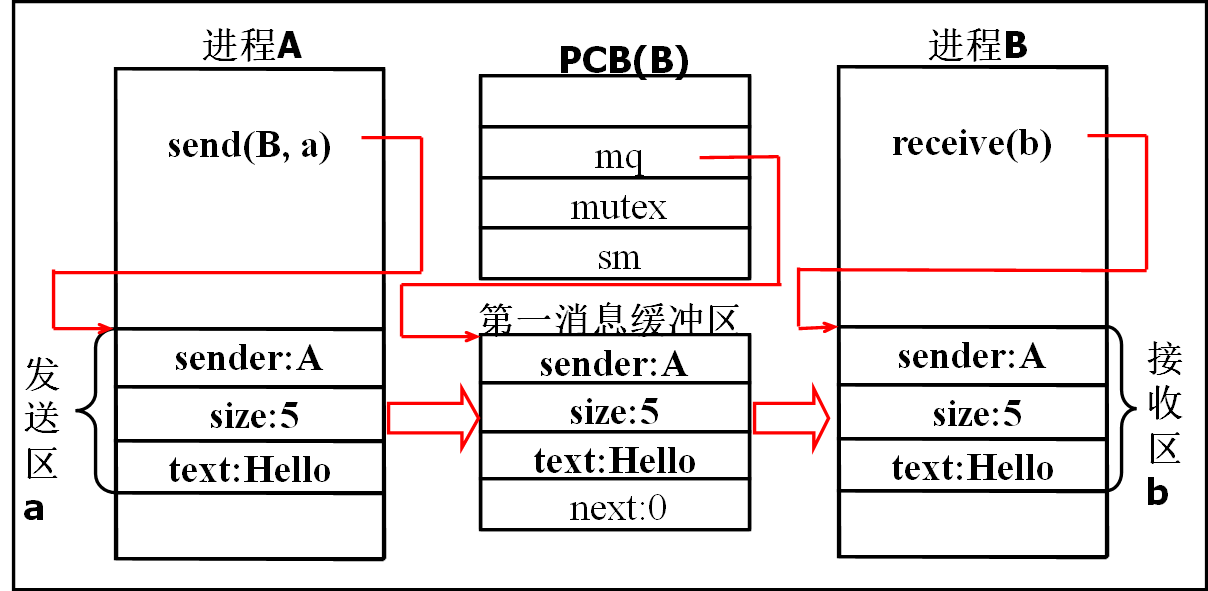 进程A
send(B, a)
发送区a
sender:A
size:5
text:Hello
PCB(B)
mq
mutex
sm
第一消息缓冲区
sender:A
size:5
text:Hello
next:0
进程B
receive(b)
sender:A
size:5
text:Hello
接收区b